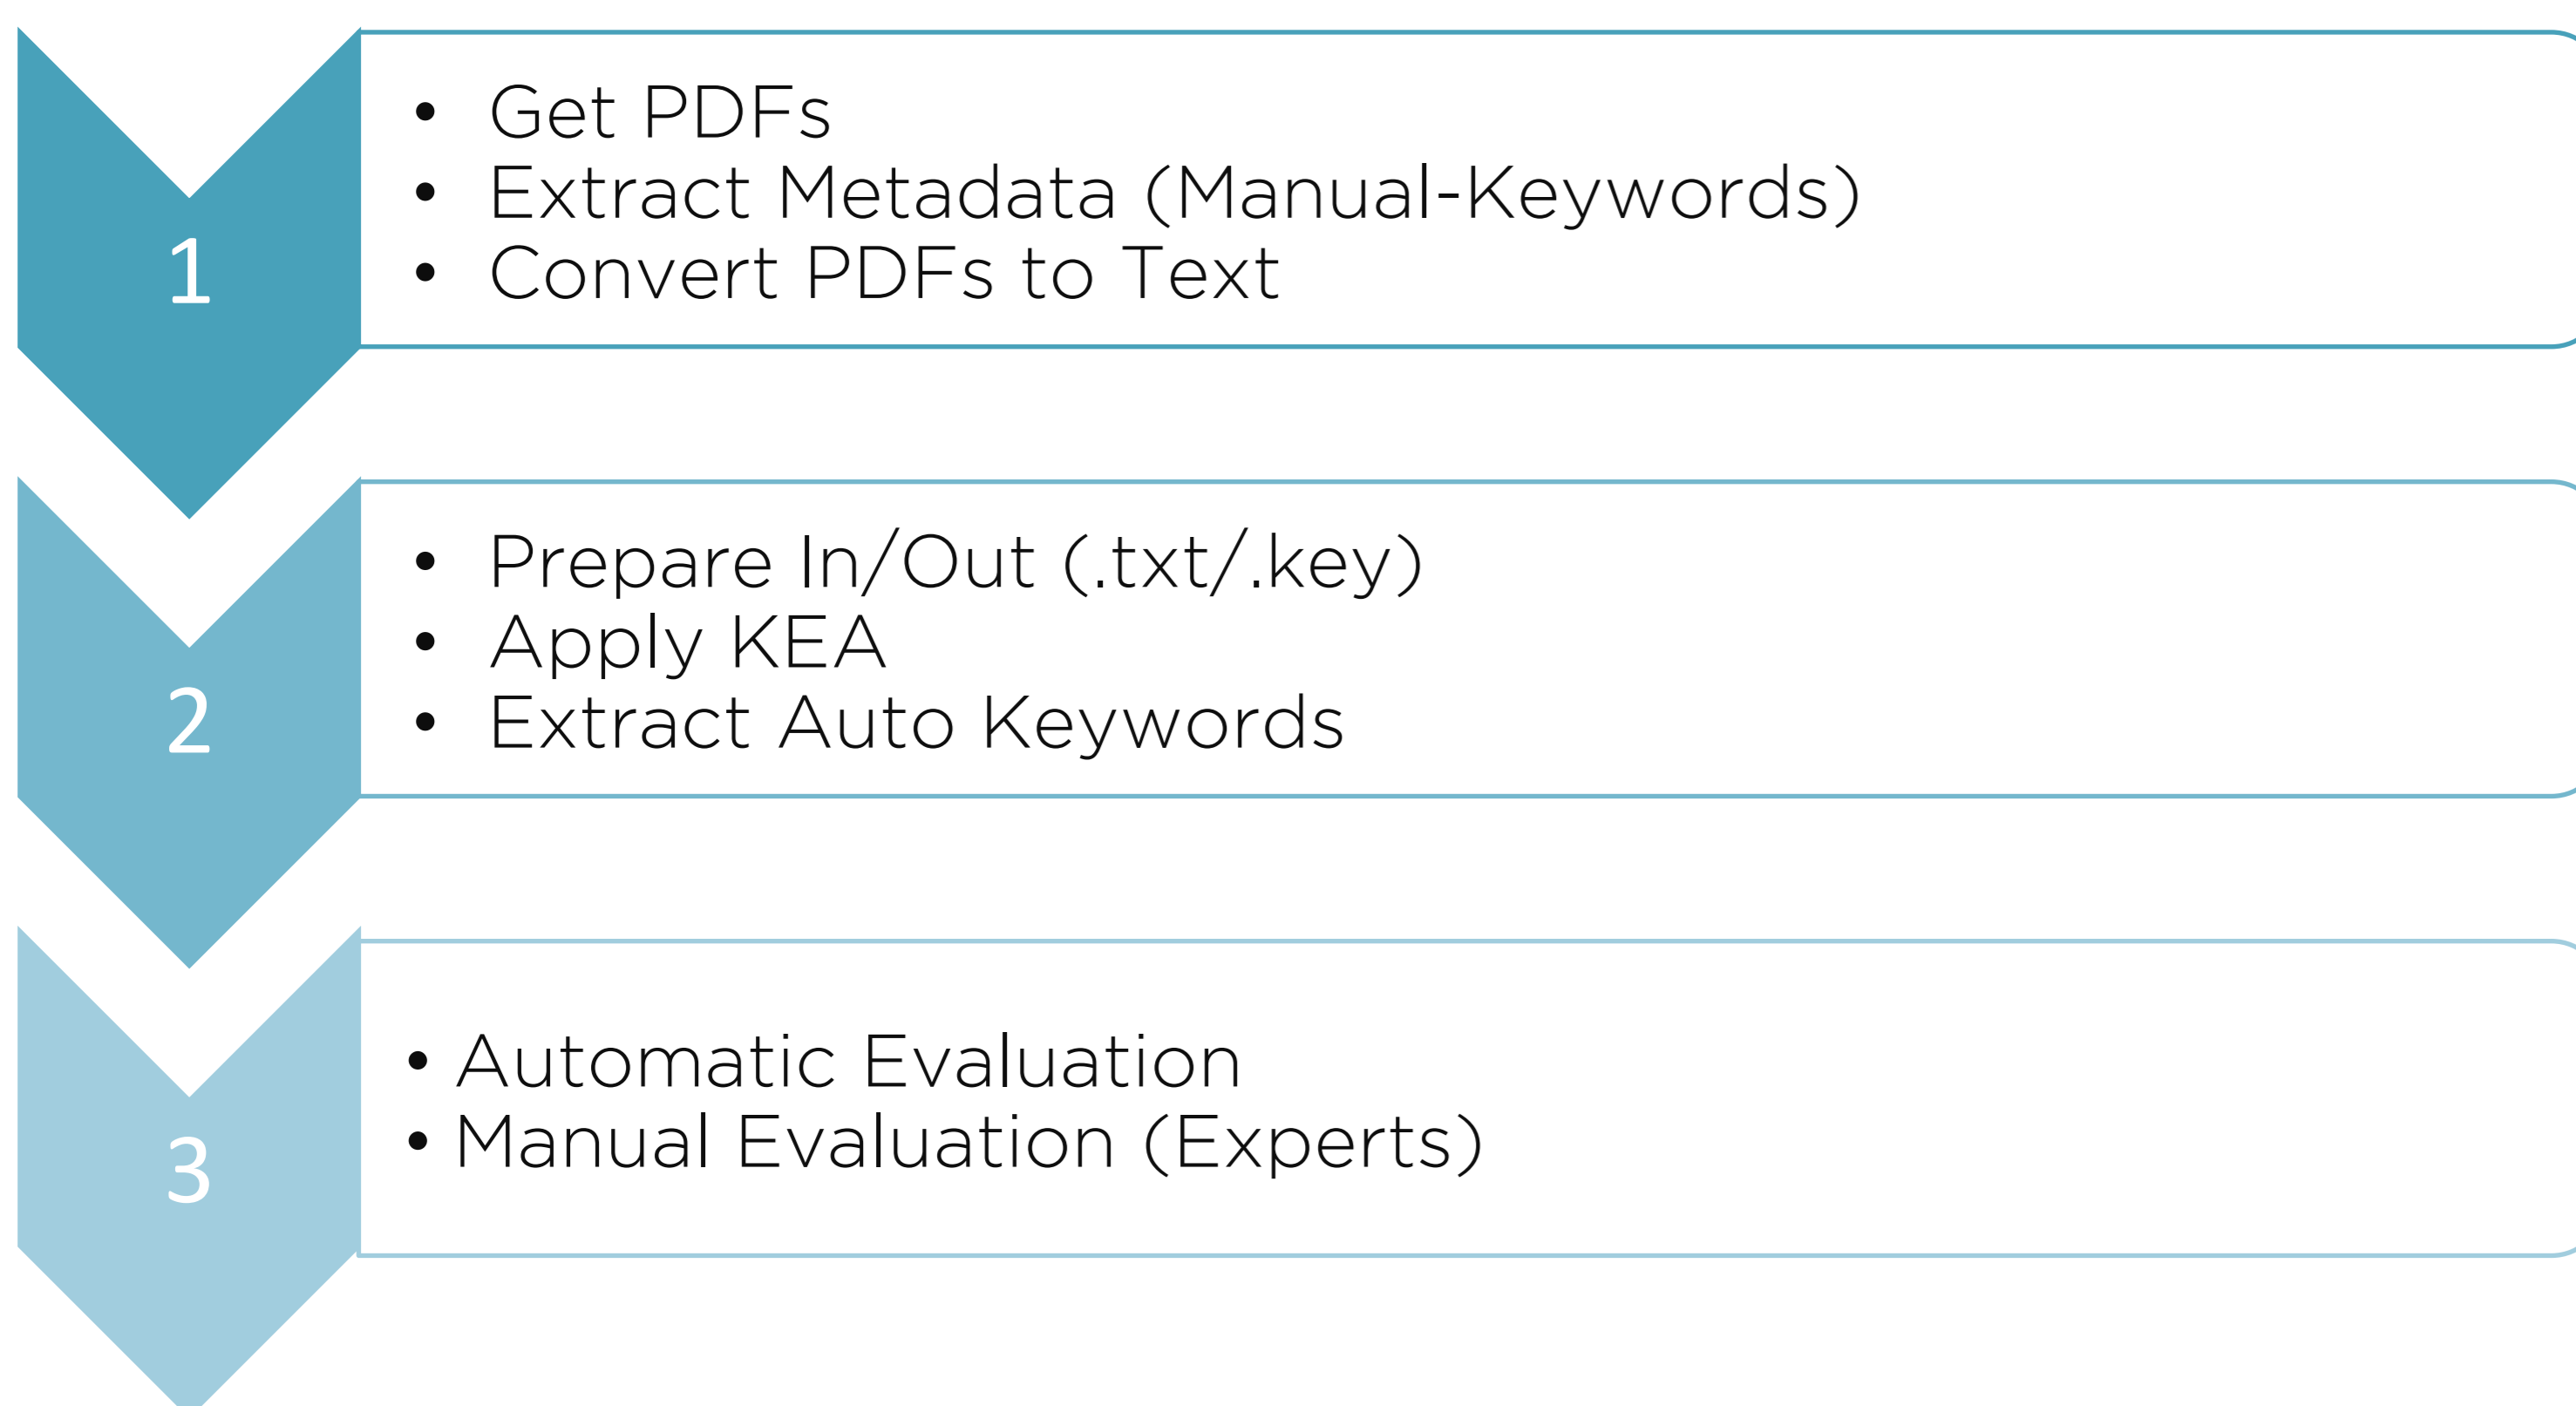 1
• Get PDFs
• Extract Metadata (Manual-Keywords)
• Convert PDFs to Text
2
• Prepare In/Out (.txt/.key)
• Apply KEA
• Extract Auto Keywords
3
• Automatic Evaluation
• Manual Evaluation (Experts)